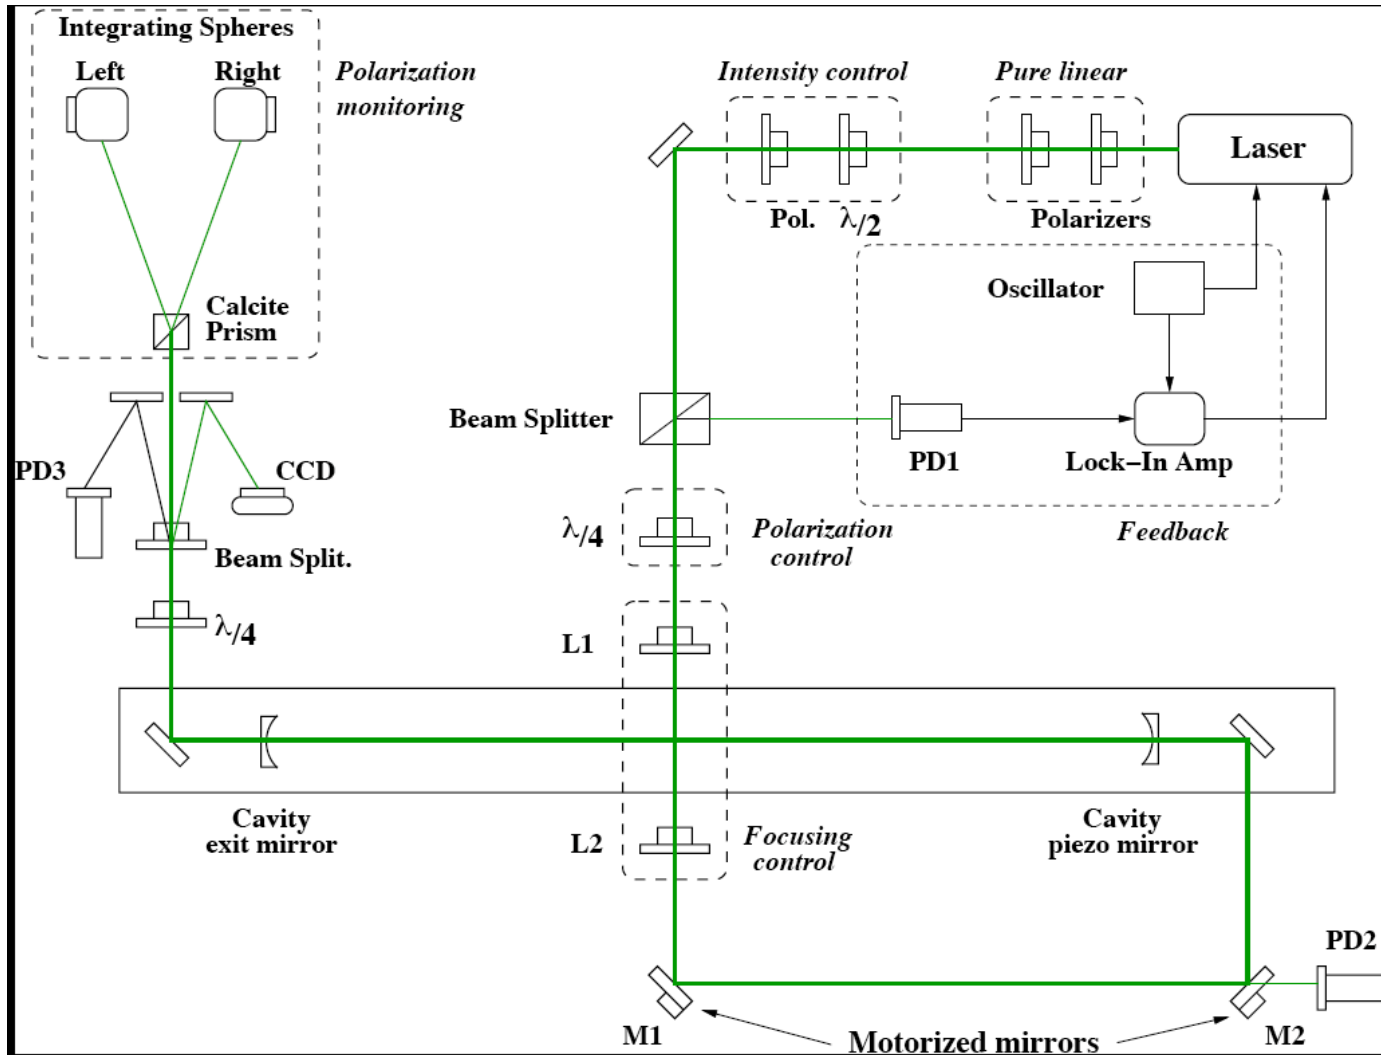 Integrating Spheres
Left
Right
Polarization
monitoring
Intensity control
Pure linear
Laser
Pol.
λ/2
Polarizers
Oscillator
Calcite
Prism
Beam Splitter
PD1
Lock–In Amp
Feedback
PD3
CCD
λ/4
Polarization
control
Beam Split.
λ/4
L1
Cavity
exit mirror
L2
Focusing
control
Cavity
piezo mirror
PD2
M1
Motorized mirrors
M2